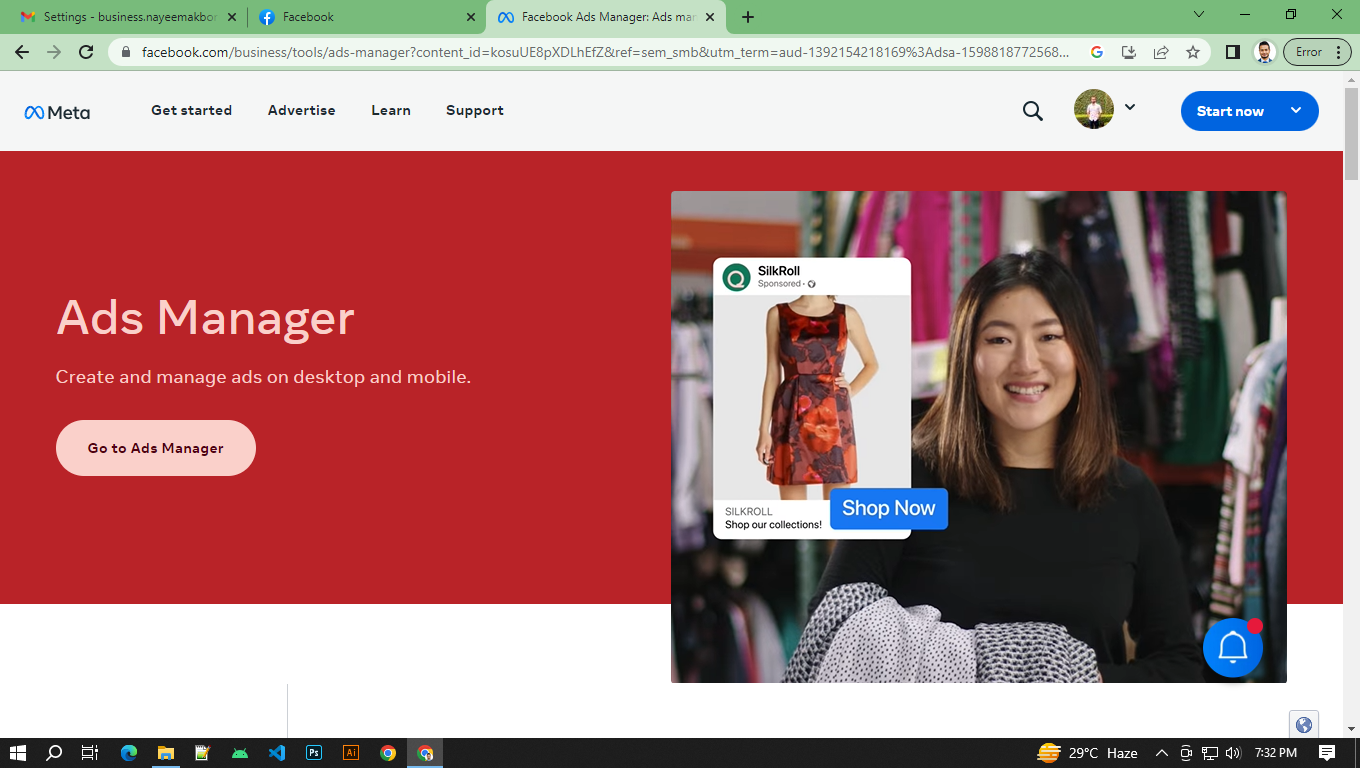 Settings - business.nayeemakbor
Facebook
Facebook Ads Manager: Ads mar
facebook.com/business/tools/ads-manager?content_id=kosuUE8pXDLhEfZ&ref=sem_smb&utm_term=aud-1392154218169%3Adsa-1598818772568...
Error
Meta
Get started
Advertise
Learn
Support
Start now
Ads Manager
Create and manage ads on desktop and mobile.
Go to Ads Manager
SilkRoll
Sponsored ·
SILKROLL
Shop our collections!
Shop Now
Ps
Ai
29°C Haze
7:32 PM